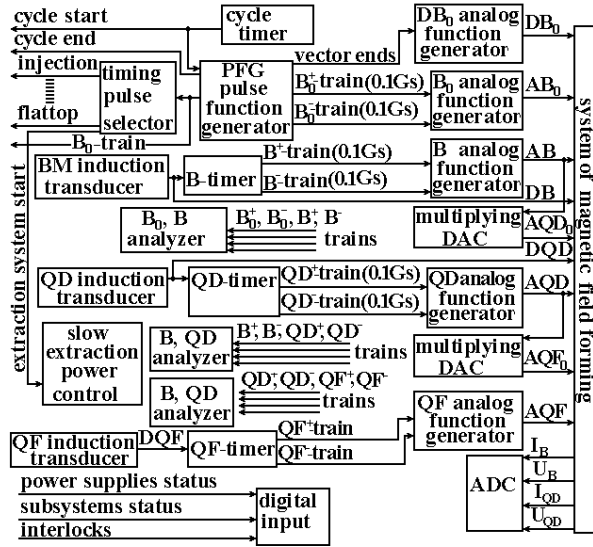 cycle start
cycle end
injection
flattop
B₀-train
cycle
timer
timing
pulse
selector
PFG
pulse
function
generator
vector ends
B₀⁺-train(0.1Gs)
B₀⁻-train(0.1Gs)
DB₀ analog
function
generator
DB₀
B₀ analog
function
generator
AB₀
BM induction
transducer
B-timer
B⁺-train(0.1Gs)
B⁻-train(0.1Gs)
B analog
function
generator
AB
DB
B₀, B
analyzer
B₀⁺, B₀⁻, B⁺, B⁻
trains
multiplying
DAC
AQD₀
DQD
QD induction
transducer
QD-timer
QD⁺-train(0.1Gs)
QD⁻-train(0.1Gs)
QDanalog
function
generator
AQD
slow
extraction
power
control
B, QD
analyzer
B⁺, B⁻, QD⁺, QD⁻
trains
multiplying
DAC
AQF₀
B, QD
analyzer
QD⁺, QD⁻, QF⁺, QF⁻
trains
QF induction
transducer
DQF
QF-timer
QF⁺-train
QF⁻-train
QF analog
function
generator
AQF
power supplies status
subsystems status
interlocks
digital
input
ADC
I_B
U_B
I_QD
U_QD
extraction system start
system of magnetic field forming